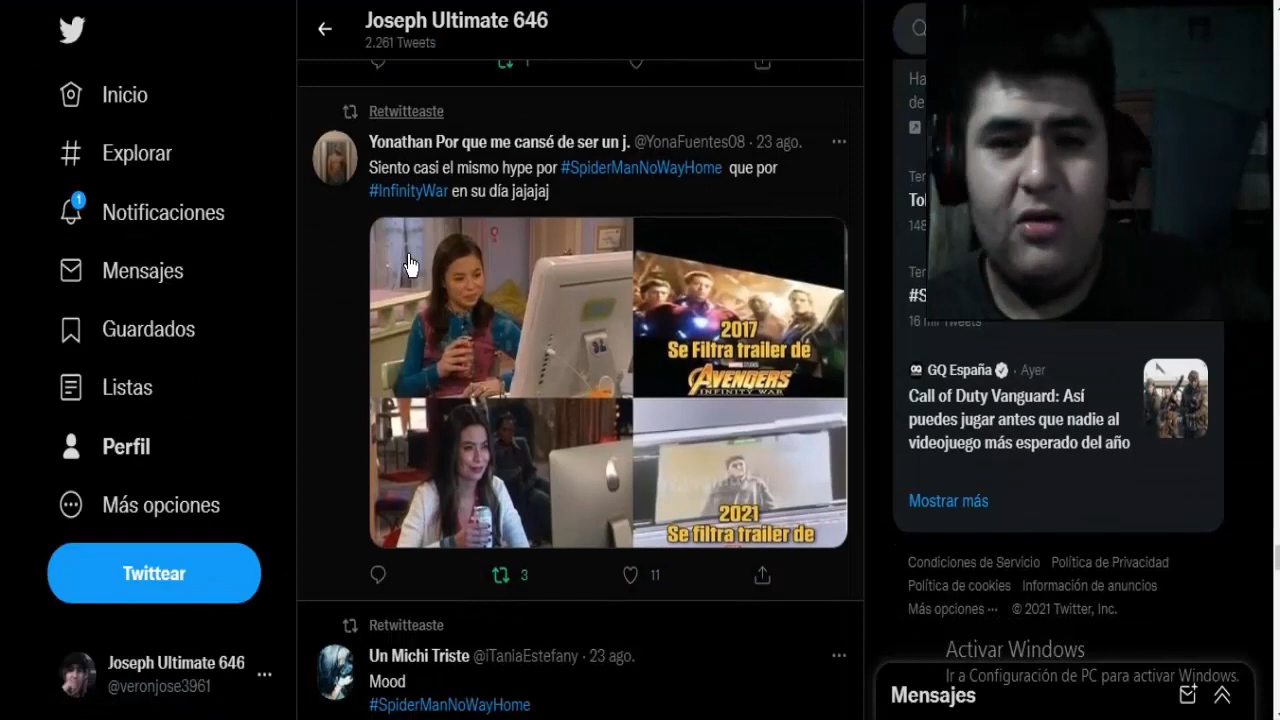 Inicio
Explorar
1
Notificaciones
Mensajes
Guardados
Listas
Perfil
Más opciones
Twittear
Joseph Ultimate 646
@veronjose3961
Joseph Ultimate 646
2.261 Tweets
1
Retwitteaste
Yonathan Por que me cansé de ser un j. @YonaFuentes08 · 23 ago.
Siento casi el mismo hype por #SpiderManNoWayHome que por
#InfinityWar en su día jajajaj
2017
Se Filtra trailer de
AVENGERS
INFINITY WAR
2021
Se filtra trailer de
3
11
Retwitteaste
Un Michi Triste @iTaniaEstefany · 23 ago.
Mood
#SpiderManNoWayHome
GQ España · Ayer
Call of Duty Vanguard: Así
puedes jugar antes que nadie al
videojuego más esperado del año
Mostrar más
Condiciones de Servicio Política de Privacidad
Política de cookies Información de anuncios
Más opciones ··· © 2021 Twitter, Inc.
Activar Windows
Ir a Configuración de PC para activar Windows.
Mensajes